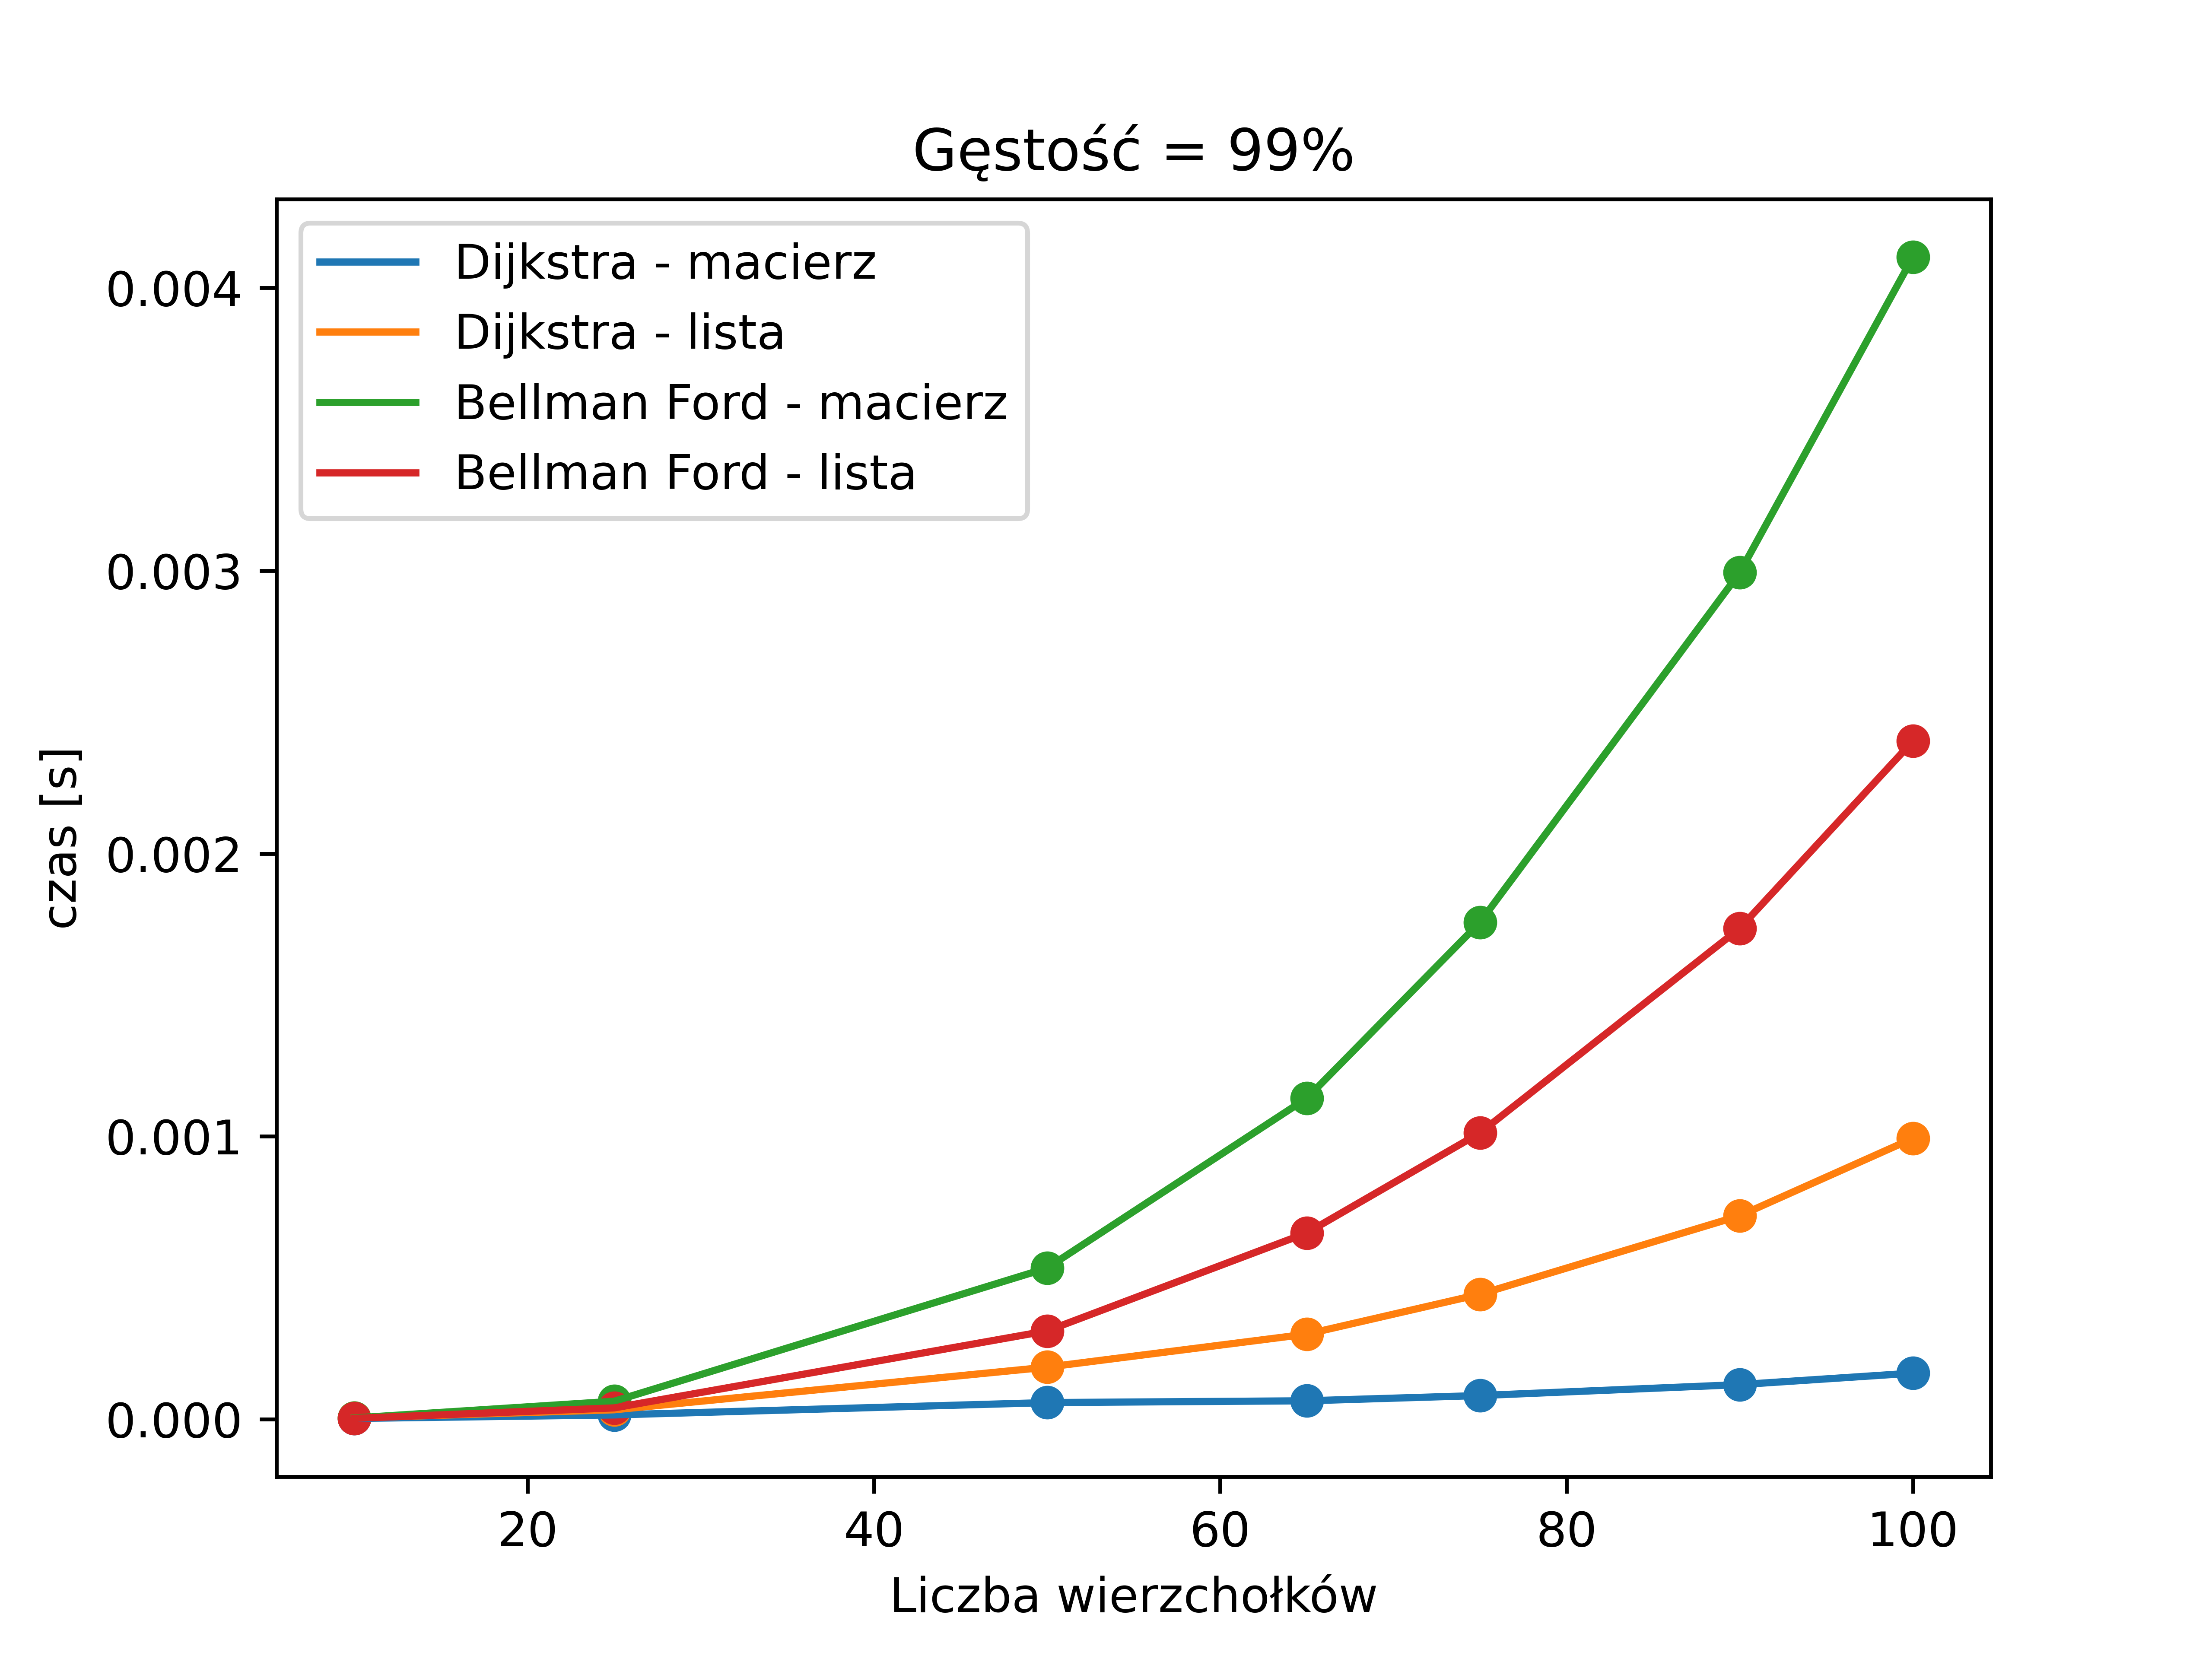 Gęstość = 99%
Dijkstra - macierz
Dijkstra - lista
Bellman Ford - macierz
Bellman Ford - lista
0.004
0.003
0.002
0.001
0.000
czas [s]
20 40 60 80 100
Liczba wierzchołków